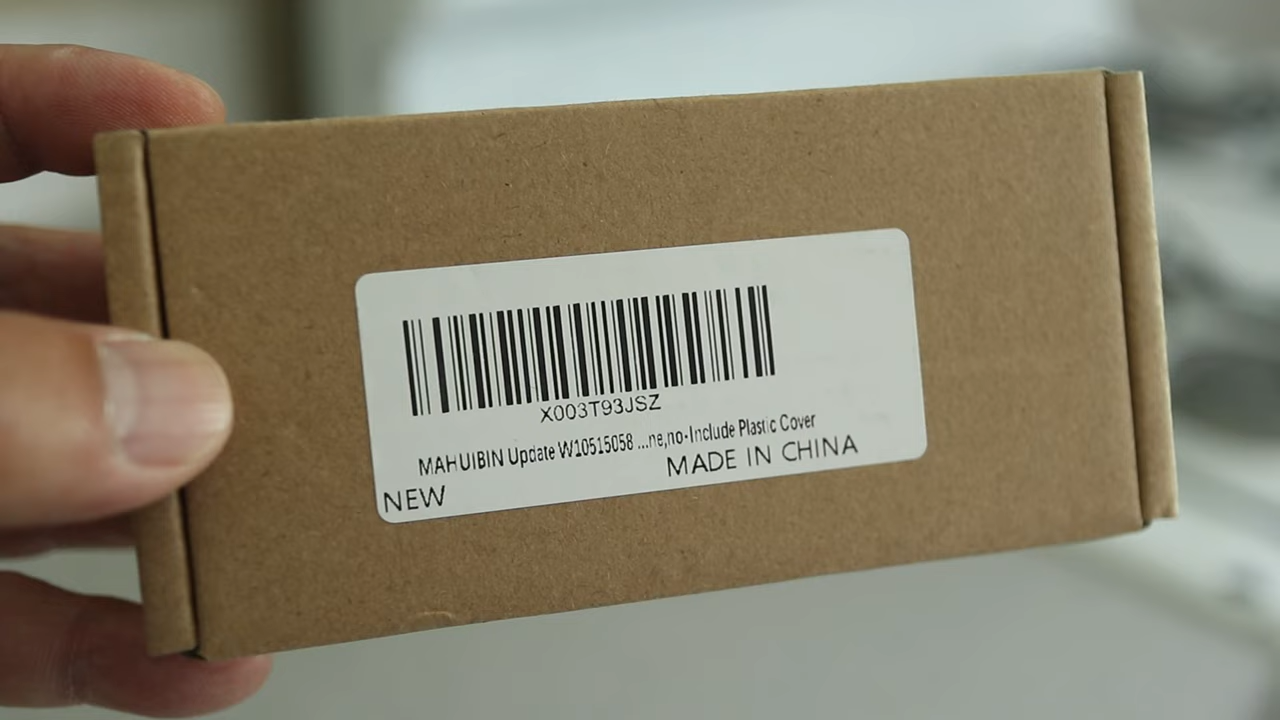 X003T93JSZ
MAHUIBIN Update W10515058 ...ne,no-Include Plastic Cover
MADE IN CHINA
NEW